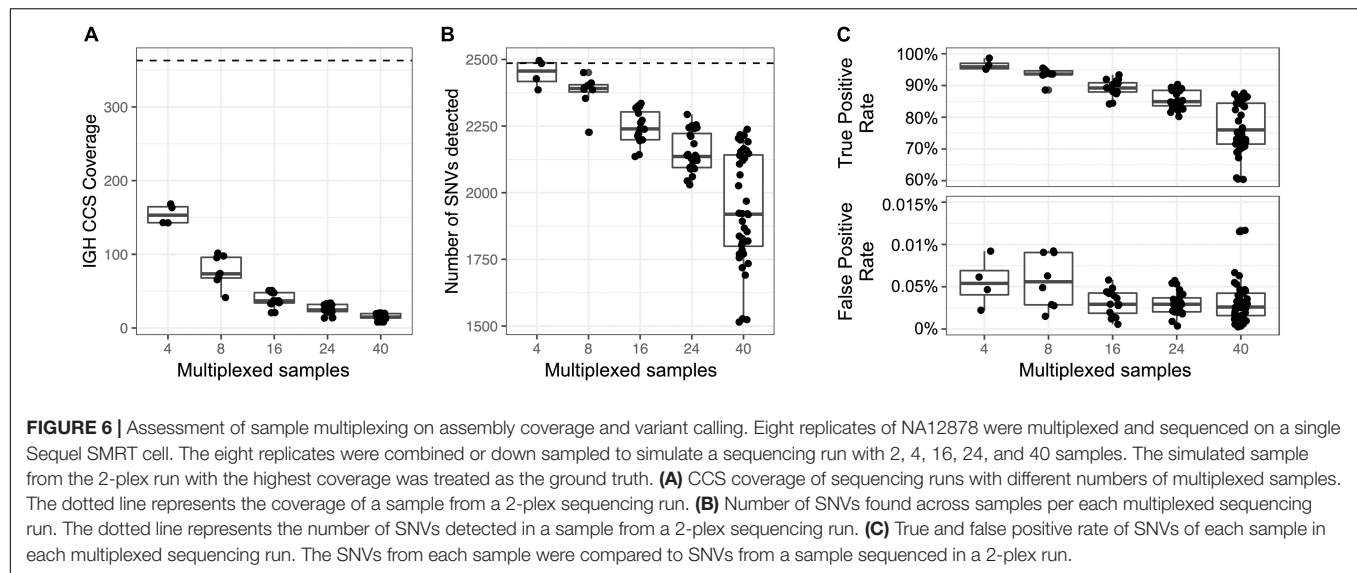 A
B
C
IGH CCS Coverage
300
200
100
0
4 8 16 24 40
Multiplexed samples
Number of SNVs detected
2500
2250
2000
1750
1500
4 8 16 24 40
Multiplexed samples
True Positive
Rate
100%
90%
80%
70%
60%
False Positive
Rate
0.015%
0.01%
0.05%
0%
4 8 16 24 40
Multiplexed samples
FIGURE 6 | Assessment of sample multiplexing on assembly coverage and variant calling. Eight replicates of NA12878 were multiplexed and sequenced on a single
Sequel SMRT cell. The eight replicates were combined or down sampled to simulate a sequencing run with 2, 4, 16, 24, and 40 samples. The simulated sample
from the 2-plex run with the highest coverage was treated as the ground truth. (A) CCS coverage of sequencing runs with different numbers of multiplexed samples.
The dotted line represents the coverage of a sample from a 2-plex sequencing run. (B) Number of SNVs found across samples per each multiplexed sequencing
run. The dotted line represents the number of SNVs detected in a sample from a 2-plex sequencing run. (C) True and false positive rate of SNVs of each sample in
each multiplexed sequencing run. The SNVs from each sample were compared to SNVs from a sample sequenced in a 2-plex run.